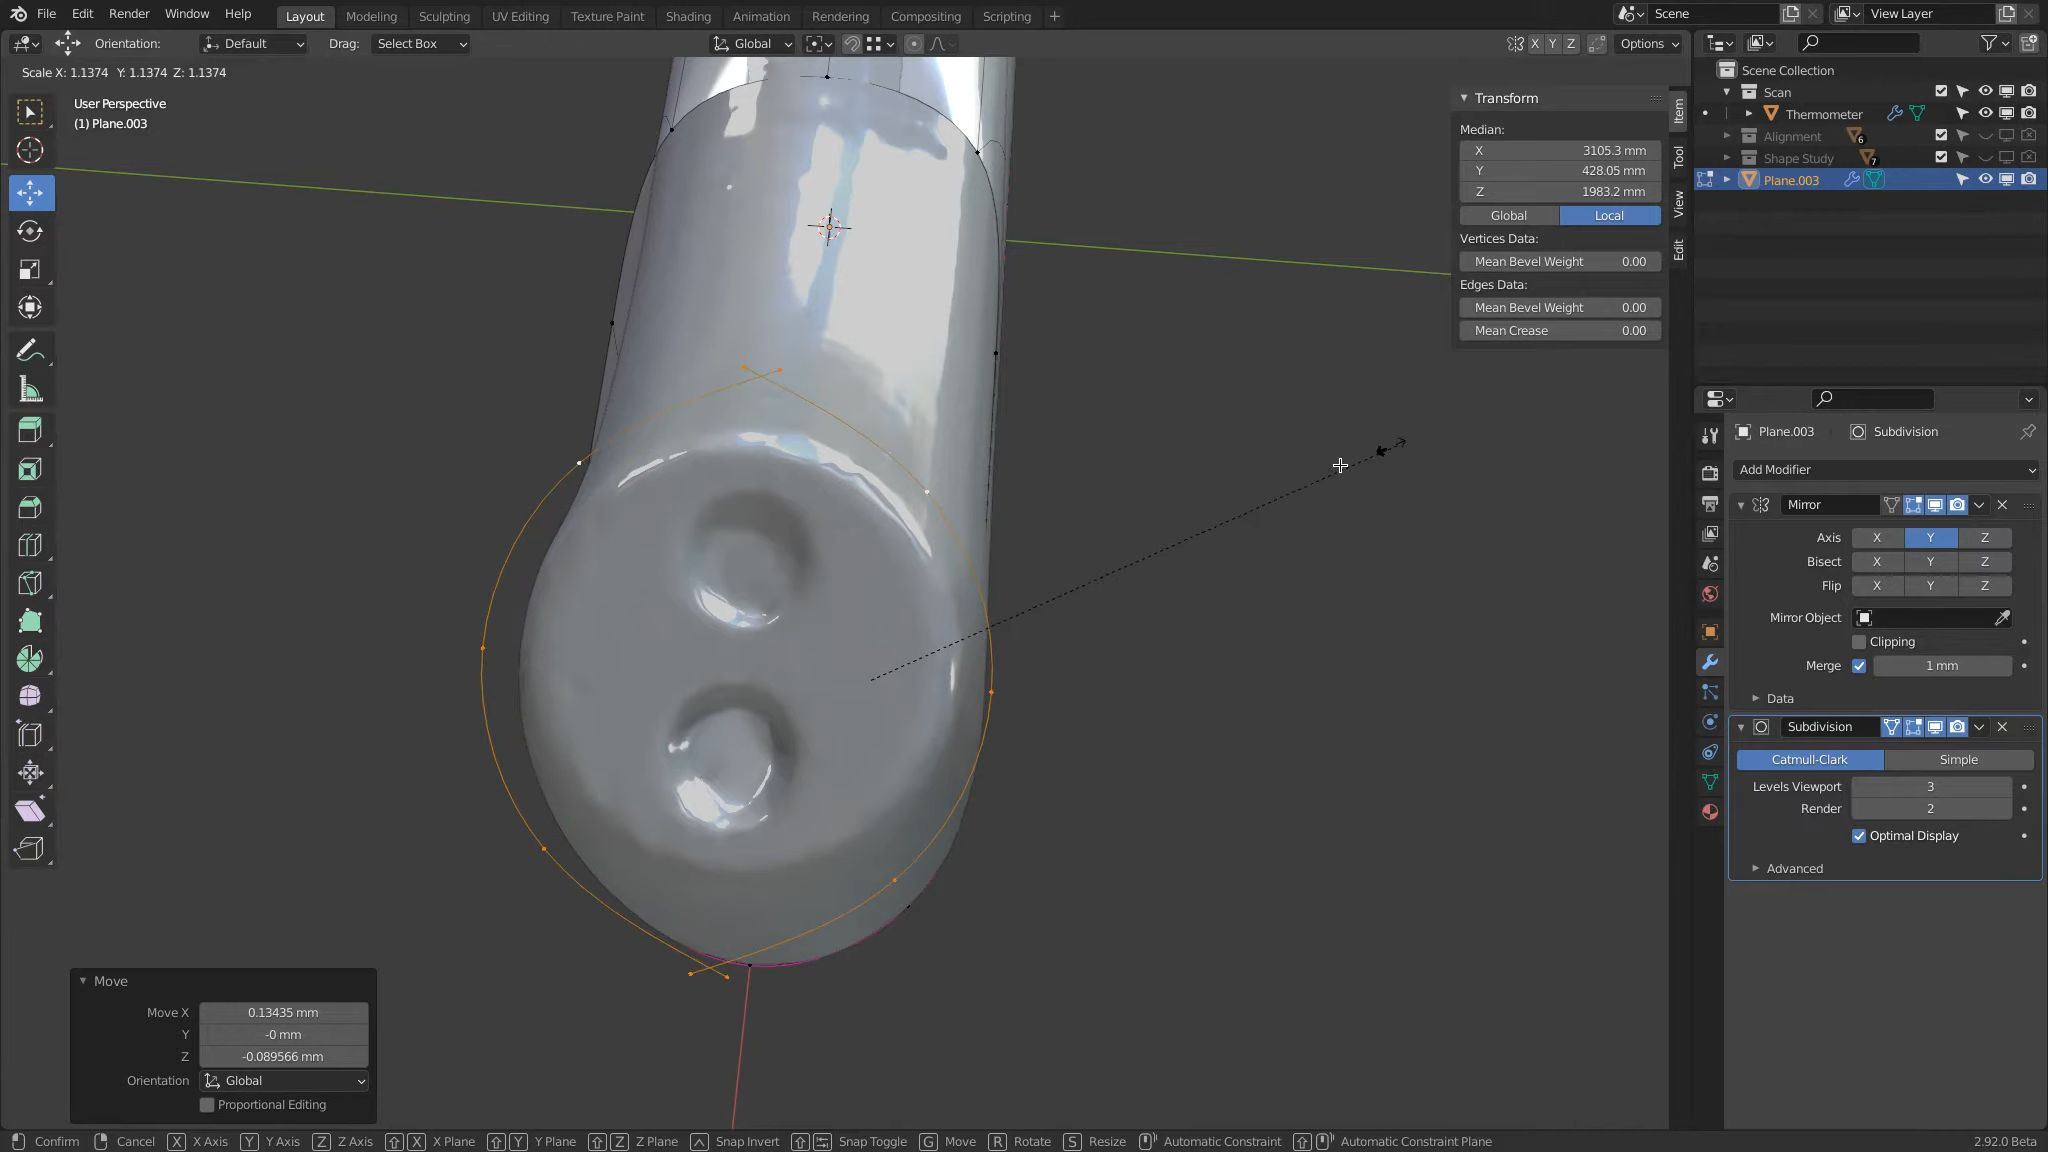 File Edit Render Window Help Layout Modeling Sculpting UV Editing Texture Paint Shading Animation Rendering Compositing Scripting + Scene View Layer
Orientation: Default Drag: Select Box Global X Y Z Options
Scale X: 1.1374 Y: 1.1374 Z: 1.1374
User Perspective
(1) Plane.003
Transform
Median:
X 3105.3 mm
Y 428.05 mm
Z 1983.2 mm
Global Local
Vertices Data:
Mean Bevel Weight 0.00
Edges Data:
Mean Bevel Weight 0.00
Mean Crease 0.00
Item
Tool
View
Edit
Scene Collection
Scan
Thermometer
Alignment 6
Shape Study 7
Plane.003
Plane.003 Subdivision
Add Modifier
Mirror
Axis X Y Z
Bisect X Y Z
Flip X Y Z
Mirror Object
Clipping
Merge 1 mm
Data
Subdivision
Catmull-Clark Simple
Levels Viewport 3
Render 2
Optimal Display
Advanced
Move
Move X 0.13435 mm
Y -0 mm
Z -0.089566 mm
Orientation Global
Proportional Editing
Confirm Cancel X X Axis Y Y Axis Z Z Axis X X Plane Y Y Plane Z Z Plane Snap Invert Snap Toggle G Move R Rotate S Resize Automatic Constraint Automatic Constraint Plane 2.92.0 Beta